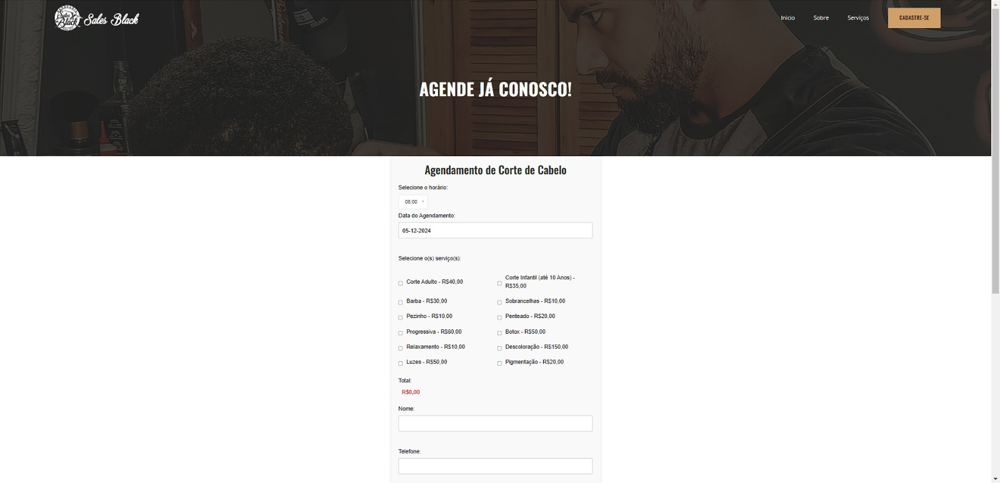 Sales Black
Sales Black
Inicio
Sobre
Serviços
CADASTRE-SE
AGENDE JÁ CONOSCO!
Agendamento de Corte de Cabelo
Selecione o horário:
08:00
Data do Agendamento:
05-12-2024
Selecione o(s) serviço(s):
Corte Adulto - R$40,00
Corte Infantil (até 10 Anos) -
R$35,00
Barba - R$30,00
Sobrancelhas - R$10,00
Pezinho - R$10,00
Penteado - R$20,00
Progressiva - R$60,00
Botox - R$50,00
Relaxamento - R$10,00
Descoloração - R$150,00
Luzes - R$50,00
Pigmentação - R$20,00
Total:
R$0,00
Nome:
Telefone: